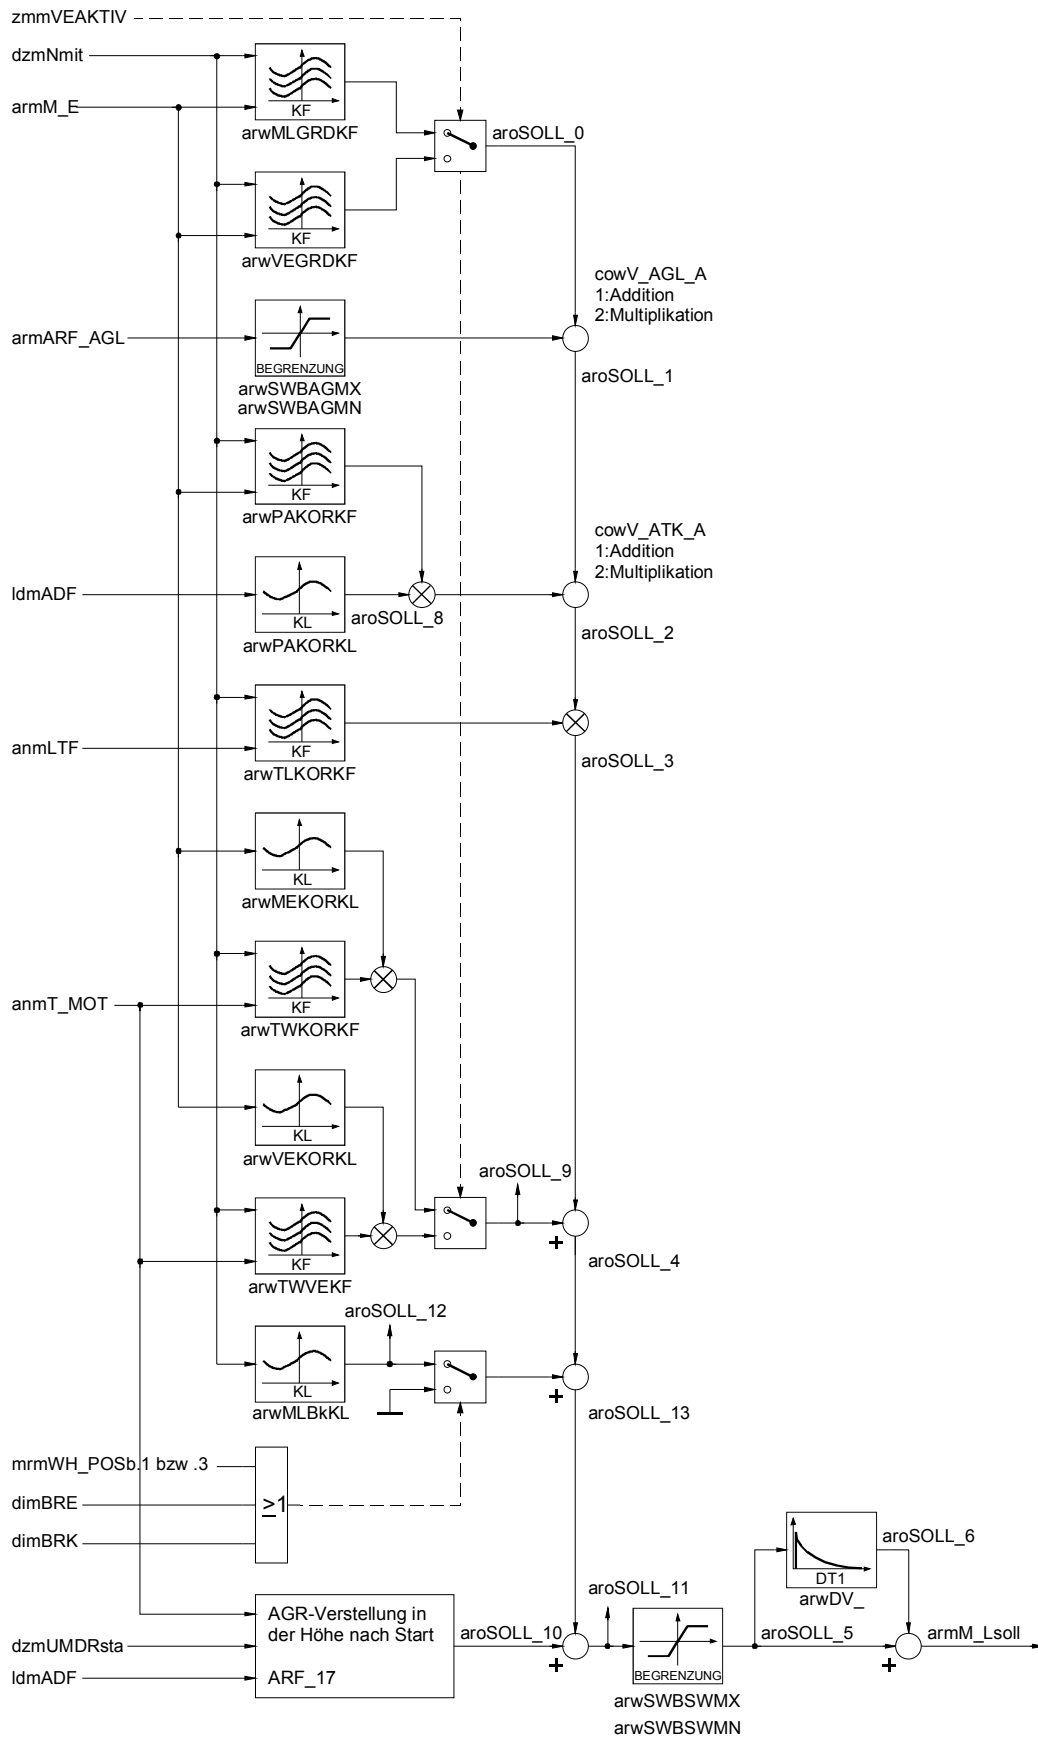 zmmVEAKTIV
dzmNmit
armM_E
KF
arwMLGRDKF
aroSOLL_0
KF
arwVEGRDKF
cowV_AGL_A
1:Addition
2:Multiplikation
armARF_AGL
BEGRENZUNG
arwSWBAGMX
arwSWBAGMN
aroSOLL_1
KF
arwPAKORKF
cowV_ATK_A
1:Addition
2:Multiplikation
ldmADF
KL
aroSOLL_8
arwPAKORKL
aroSOLL_2
anmLTF
KF
arwTLKORKF
aroSOLL_3
KL
arwMEKORKL
anmT_MOT
KF
arwTWKORKF
KL
arwVEKORKL
aroSOLL_9
KF
arwTWVEKF
+
aroSOLL_4
aroSOLL_12
KL
arwMLBkKL
+
aroSOLL_13
mrmWH_POSb.1 bzw .3
dimBRE
≥1
dimBRK
aroSOLL_6
DT1
arwDV_
aroSOLL_11
AGR-Verstellung in
der Höhe nach Start
ARF_17
dzmUMDRsta
ldmADF
aroSOLL_10
+
BEGRENZUNG
arwSWBSWMX
arwSWBSWMN
aroSOLL_5
+
armM_Lsoll